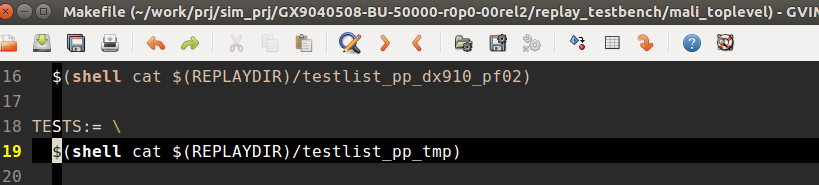 Makefile (~/work/prj/sim_prj/GX9040508-BU-50000-r0p0-00rel2/replay_testbench/mali_toplevel) - GVIM
16 $(shell cat $(REPLAYDIR)/testlist_pp_dx910_pf02)
17
18 TESTS:= \
19 $(shell cat $(REPLAYDIR)/testlist_pp_tmp)
20